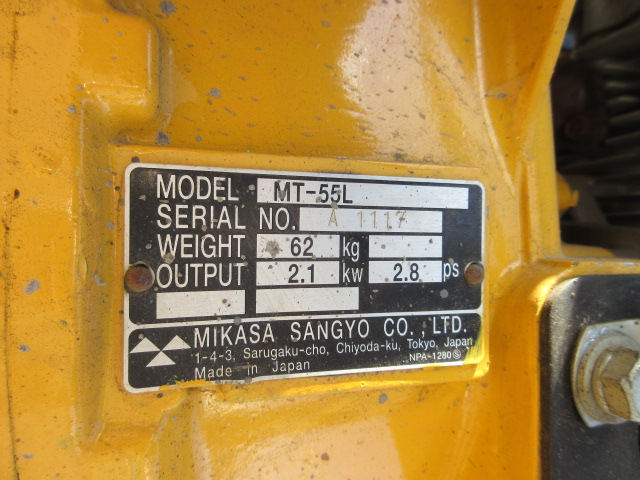 MODEL MT-55L
SERIAL NO. A 1117
WEIGHT 62 kg
OUTPUT 2.1 kw 2.8 ps
MIKASA SANGYO CO., LTD.
1-4-3, Sarugaku-cho, Chiyoda-ku, Tokyo, Japan
Made in Japan NPA-1280